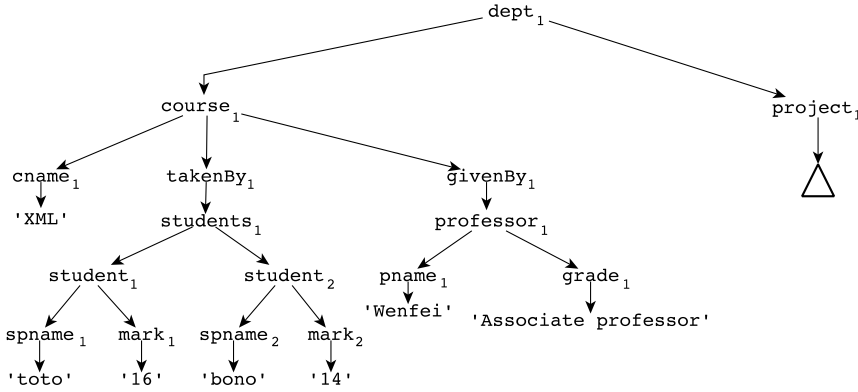 dept1
course1 project1
cname1 takenBy1 givenBy1
'XML' students1 professor1
student1 student2 pname1 grade1
'Wenfei' 'Associate professor'
spname1 mark1 spname2 mark2
'toto' '16' 'bono' '14'